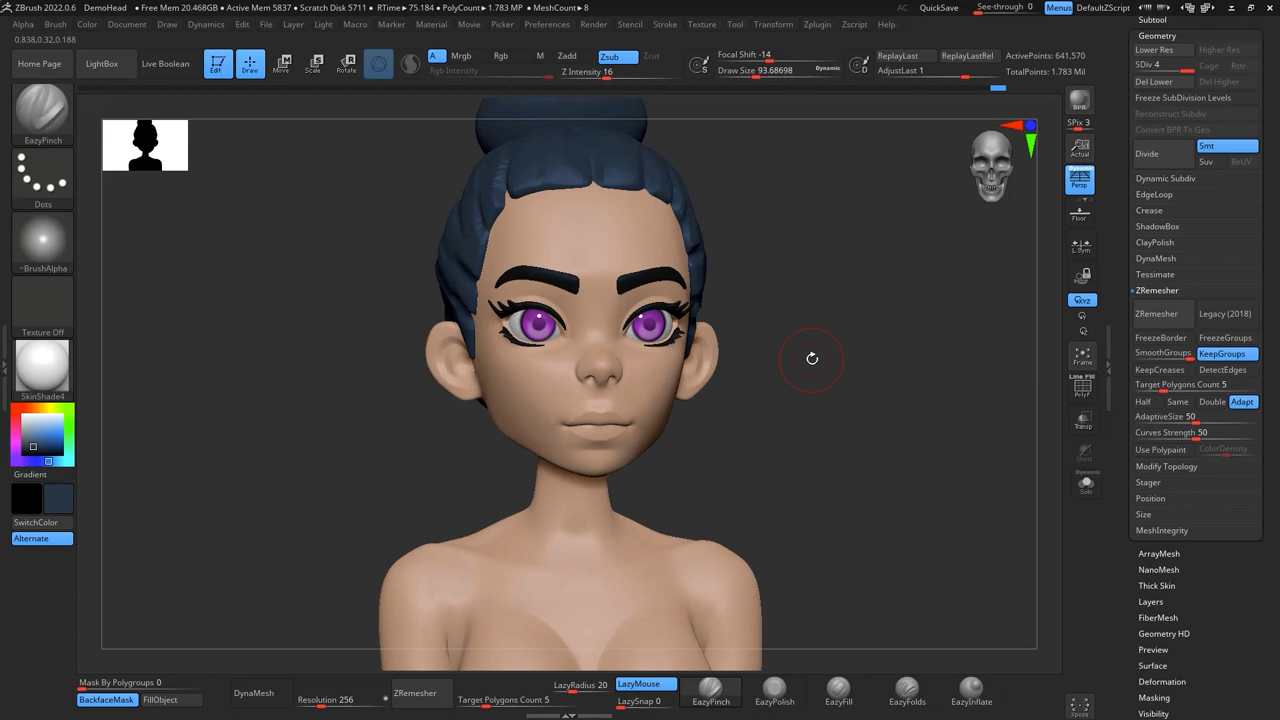 ZBrush 2022.0.6 DemoHead • Free Mem 20.468GB • Active Mem 5837 • Scratch Disk 5711 • RTime▸75.184 • PolyCount▸1.783 MP • MeshCount▸8
AC QuickSave See-through 0 Menus DefaultZScript
Alpha Brush Color Document Draw Dynamics Edit File Layer Light Macro Marker Material Movie Picker Preferences Render Stencil Stroke Texture Tool Transform Zplugin Zscript Help
0.838,0.32,0.188
Home Page
LightBox
Live Boolean
Edit
Draw
Move
Scale
Rotate
A
Mrgb
Rgb
M
Rgb Intensity
Zadd
Zsub
Zcut
Z Intensity 16
S
Focal Shift -14
Draw Size 93.68698
Dynamic
D
ReplayLast
ReplayLastRel
AdjustLast 1
ActivePoints: 641,570
TotalPoints: 1.783 Mil
EazyPinch
Dots
~BrushAlpha
Texture Off
SkinShade4
Gradient
SwitchColor
Alternate
BPR
SPix 3
Actual
Dynamic
Persp
Floor
L.Sym
XYZ
Frame
Line Fill
PolyF
Transp
Ghost
Dynamic
Solo
Xpose
Subtool
Geometry
Lower Res
Higher Res
SDiv 4
Cage
Rstr
Del Lower
Del Higher
Freeze SubDivision Levels
Reconstruct Subdiv
Convert BPR To Geo
Divide
Smt
Suv
ReUV
Dynamic Subdiv
EdgeLoop
Crease
ShadowBox
ClayPolish
DynaMesh
Tessimate
ZRemesher
ZRemesher
Legacy (2018)
FreezeBorder
FreezeGroups
SmoothGroups
KeepGroups
KeepCreases
DetectEdges
Target Polygons Count 5
Half
Same
Double
Adapt
AdaptiveSize 50
Curves Strength 50
Use Polypaint
ColorDensity
Modify Topology
Stager
Position
Size
MeshIntegrity
ArrayMesh
NanoMesh
Thick Skin
Layers
FiberMesh
Geometry HD
Preview
Surface
Deformation
Masking
Visibility
Mask By Polygroups 0
BackfaceMask
FillObject
DynaMesh
Resolution 256
ZRemesher
Target Polygons Count 5
LazyRadius 20
LazyMouse
LazySnap 0
EazyPinch
EazyPolish
EazyFill
EazyFolds
EazyInflate